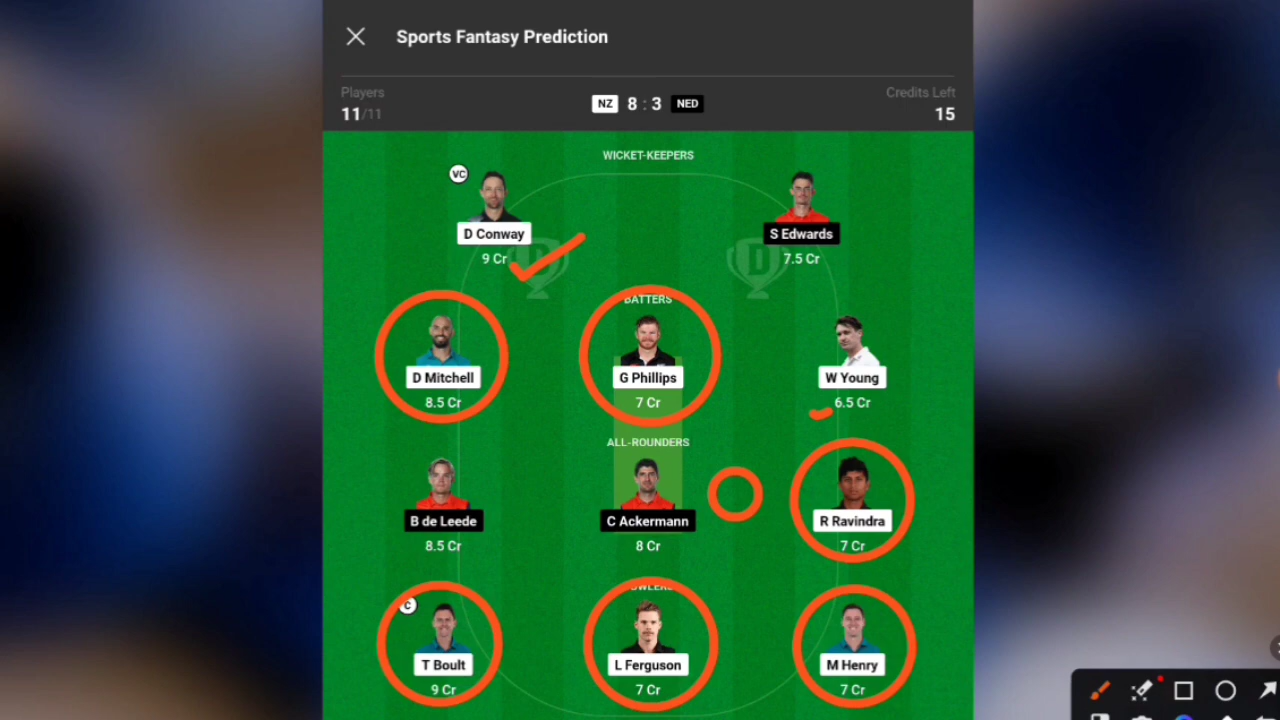 Sports Fantasy Prediction
Players
Credits Left
11/11
NZ 8 : 3 NED
15
WICKET-KEEPERS
VC
D Conway
S Edwards
9 Cr
7.5 Cr
BATTERS
D Mitchell
G Phillips
W Young
8.5 Cr
7 Cr
6.5 Cr
ALL-ROUNDERS
B de Leede
C Ackermann
R Ravindra
8.5 Cr
8 Cr
7 Cr
C
T Boult
L Ferguson
M Henry
9 Cr
7 Cr
7 Cr